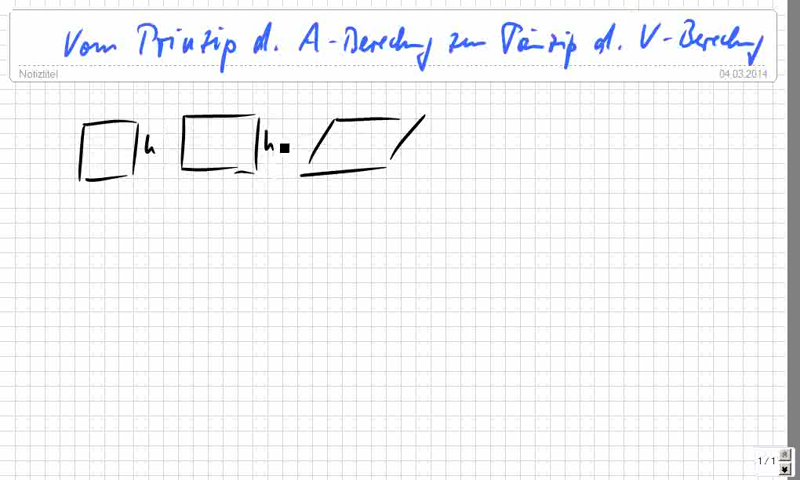 Vom Prinzip d. A-Berechng zum Prinzip d. V-Berechng
Notiztitel
04.03.2014
h h
1/1